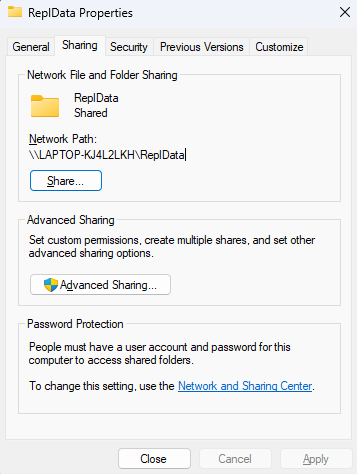 ReplData Properties
General
Sharing
Security
Previous Versions
Customize
Network File and Folder Sharing
ReplData
Shared
Network Path:
\\LAPTOP-KJ4L2LKH\ReplData
Share...
Advanced Sharing
Set custom permissions, create multiple shares, and set other
advanced sharing options.
Advanced Sharing...
Password Protection
People must have a user account and password for this
computer to access shared folders.
To change this setting, use the Network and Sharing Center.
Close
Cancel
Apply